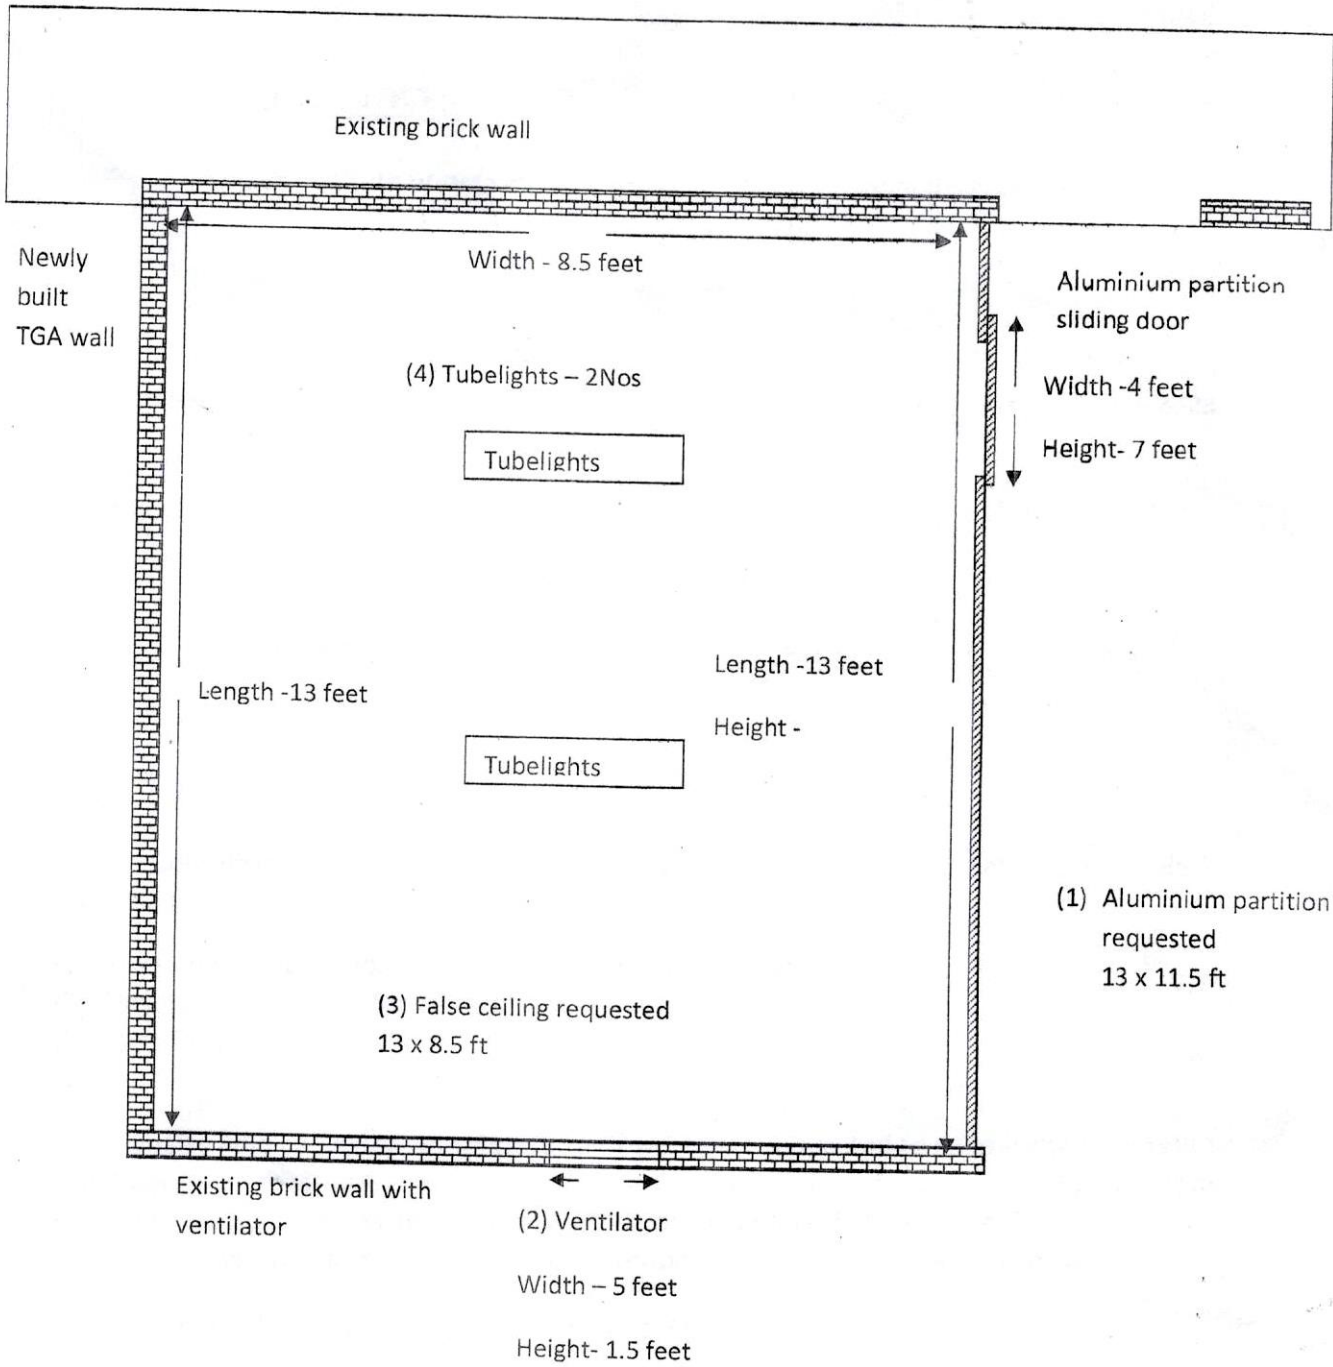 Existing brick wall
Newly
built
TGA wall
Width - 8.5 feet
Aluminium partition
sliding door
Width -4 feet
Height- 7 feet
(4) Tubelights – 2Nos
Tubelights
Length -13 feet
Length -13 feet
Height -
Tubelights
(1) Aluminium partition
requested
13 x 11.5 ft
(3) False ceiling requested
13 x 8.5 ft
Existing brick wall with
ventilator
(2) Ventilator
Width – 5 feet
Height- 1.5 feet